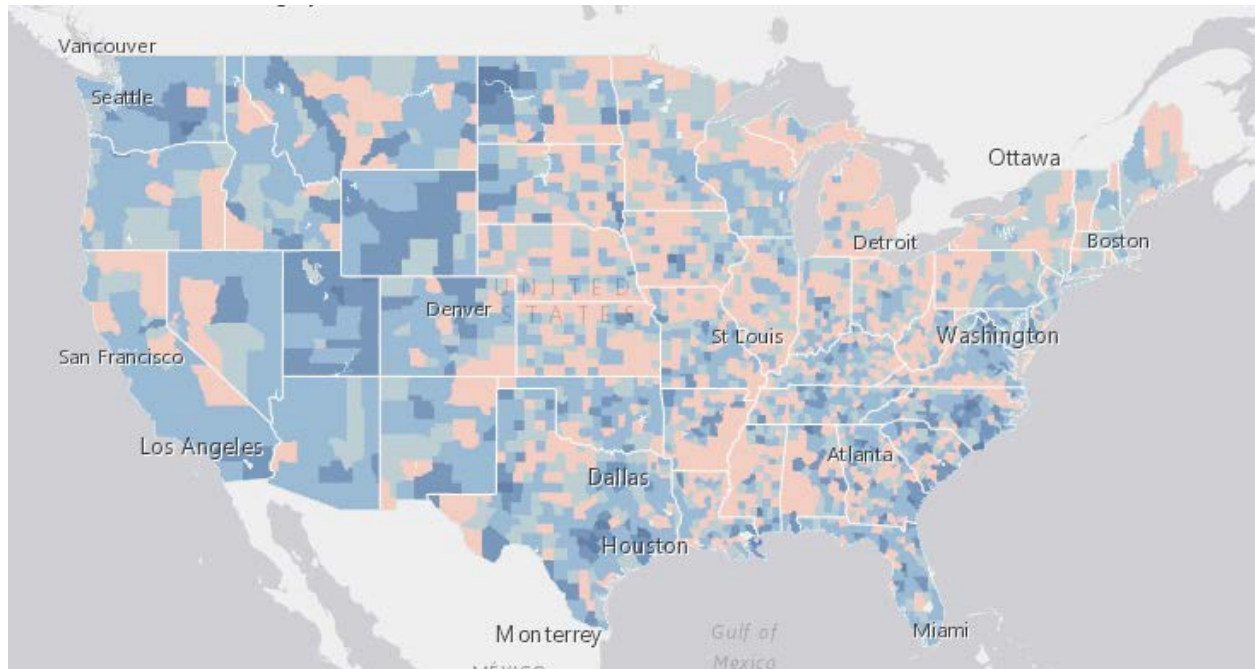 Vancouver
Seattle
Ottawa
Detroit
Boston
UNITED
STATES
Denver
St Louis
Washington
San Francisco
Los Angeles
Atlanta
Dallas
Houston
Monterrey
Gulf of
Mexico
Miami
MÉXICO